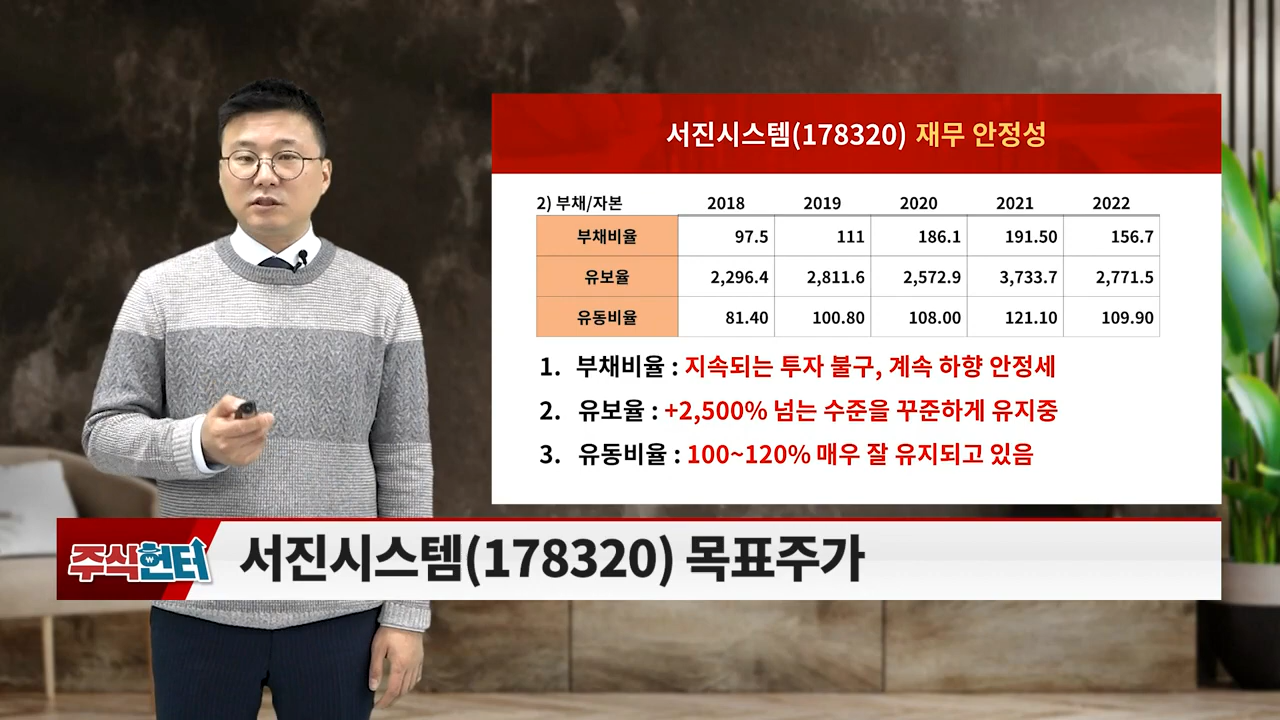 서진시스템(178320) 재무 안정성
2) 부채/자본 2018 2019 2020 2021 2022
부채비율 97.5 111 186.1 191.50 156.7
유보율 2,296.4 2,811.6 2,572.9 3,733.7 2,771.5
유동비율 81.40 100.80 108.00 121.10 109.90
1. 부채비율 : 지속되는 투자 불구, 계속 하향 안정세
2. 유보율 : +2,500% 넘는 수준을 꾸준하게 유지중
3. 유동비율 : 100~120% 매우 잘 유지되고 있음
주식헌터 서진시스템(178320) 목표주가